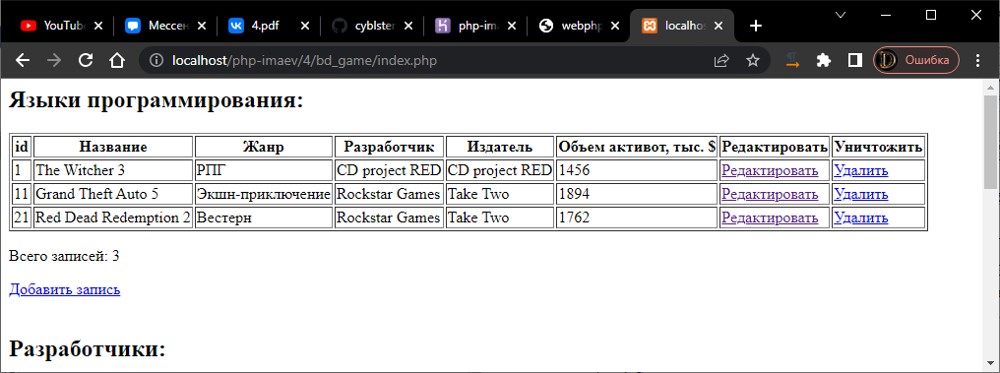 YouTube
Мессен
4.pdf
cyblster
php-ima
webphp
localhos
localhost/php-imaev/4/bd_game/index.php
Ошибка
Языки программирования:
id Название Жанр Разработчик Издатель Объем активот, тыс. $ Редактировать Уничтожить
1 The Witcher 3 РПГ CD project RED CD project RED 1456 Редактировать Удалить
11 Grand Theft Auto 5 Экшн-приключение Rockstar Games Take Two 1894 Редактировать Удалить
21 Red Dead Redemption 2 Вестерн Rockstar Games Take Two 1762 Редактировать Удалить
Всего записей: 3
Добавить запись
Разработчики: